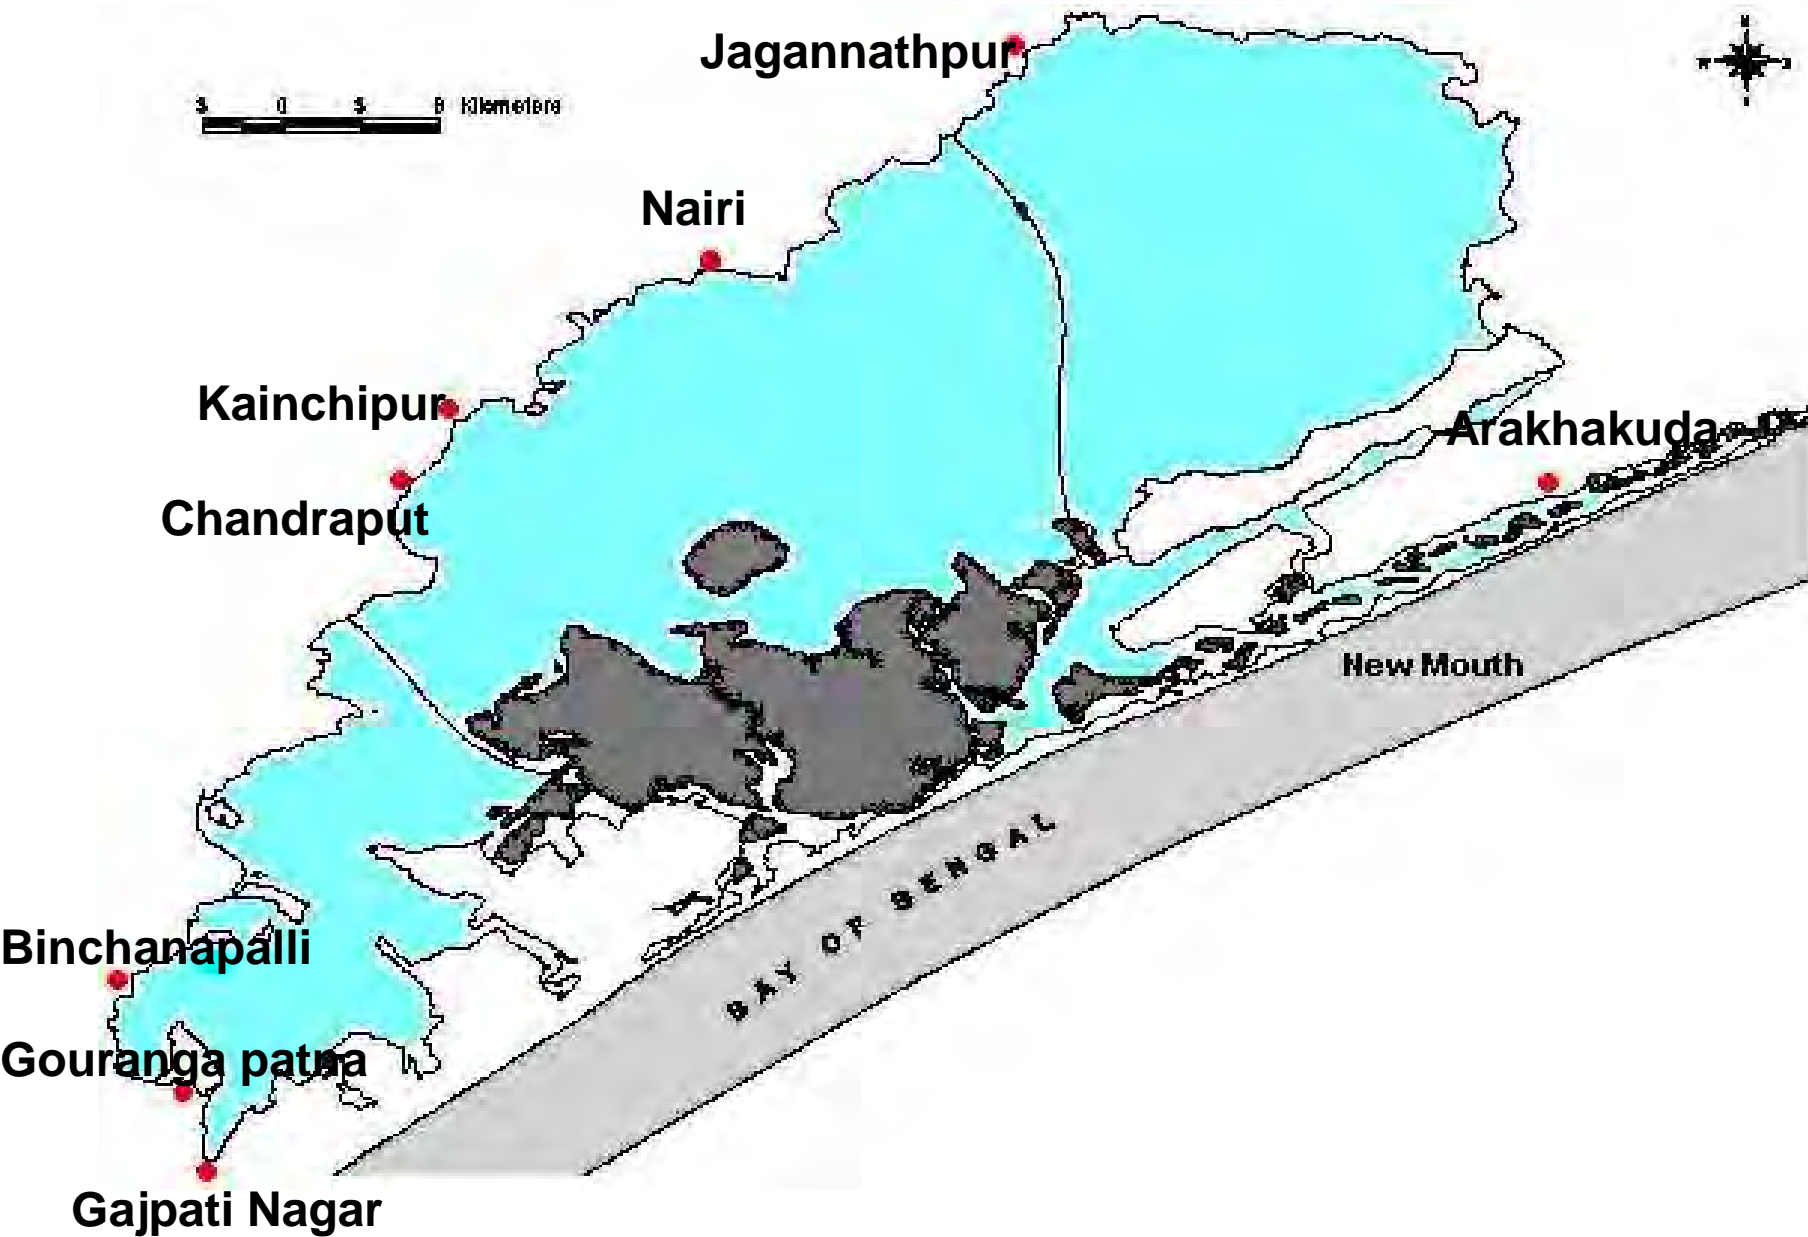 Jagannathpur
Kilometers
Nairi
Kainchipur
Arakhakuda
Chandraput
New Mouth
BAY OF BENGAL
Binchanapalli
Gouranga patna
Gajpati Nagar